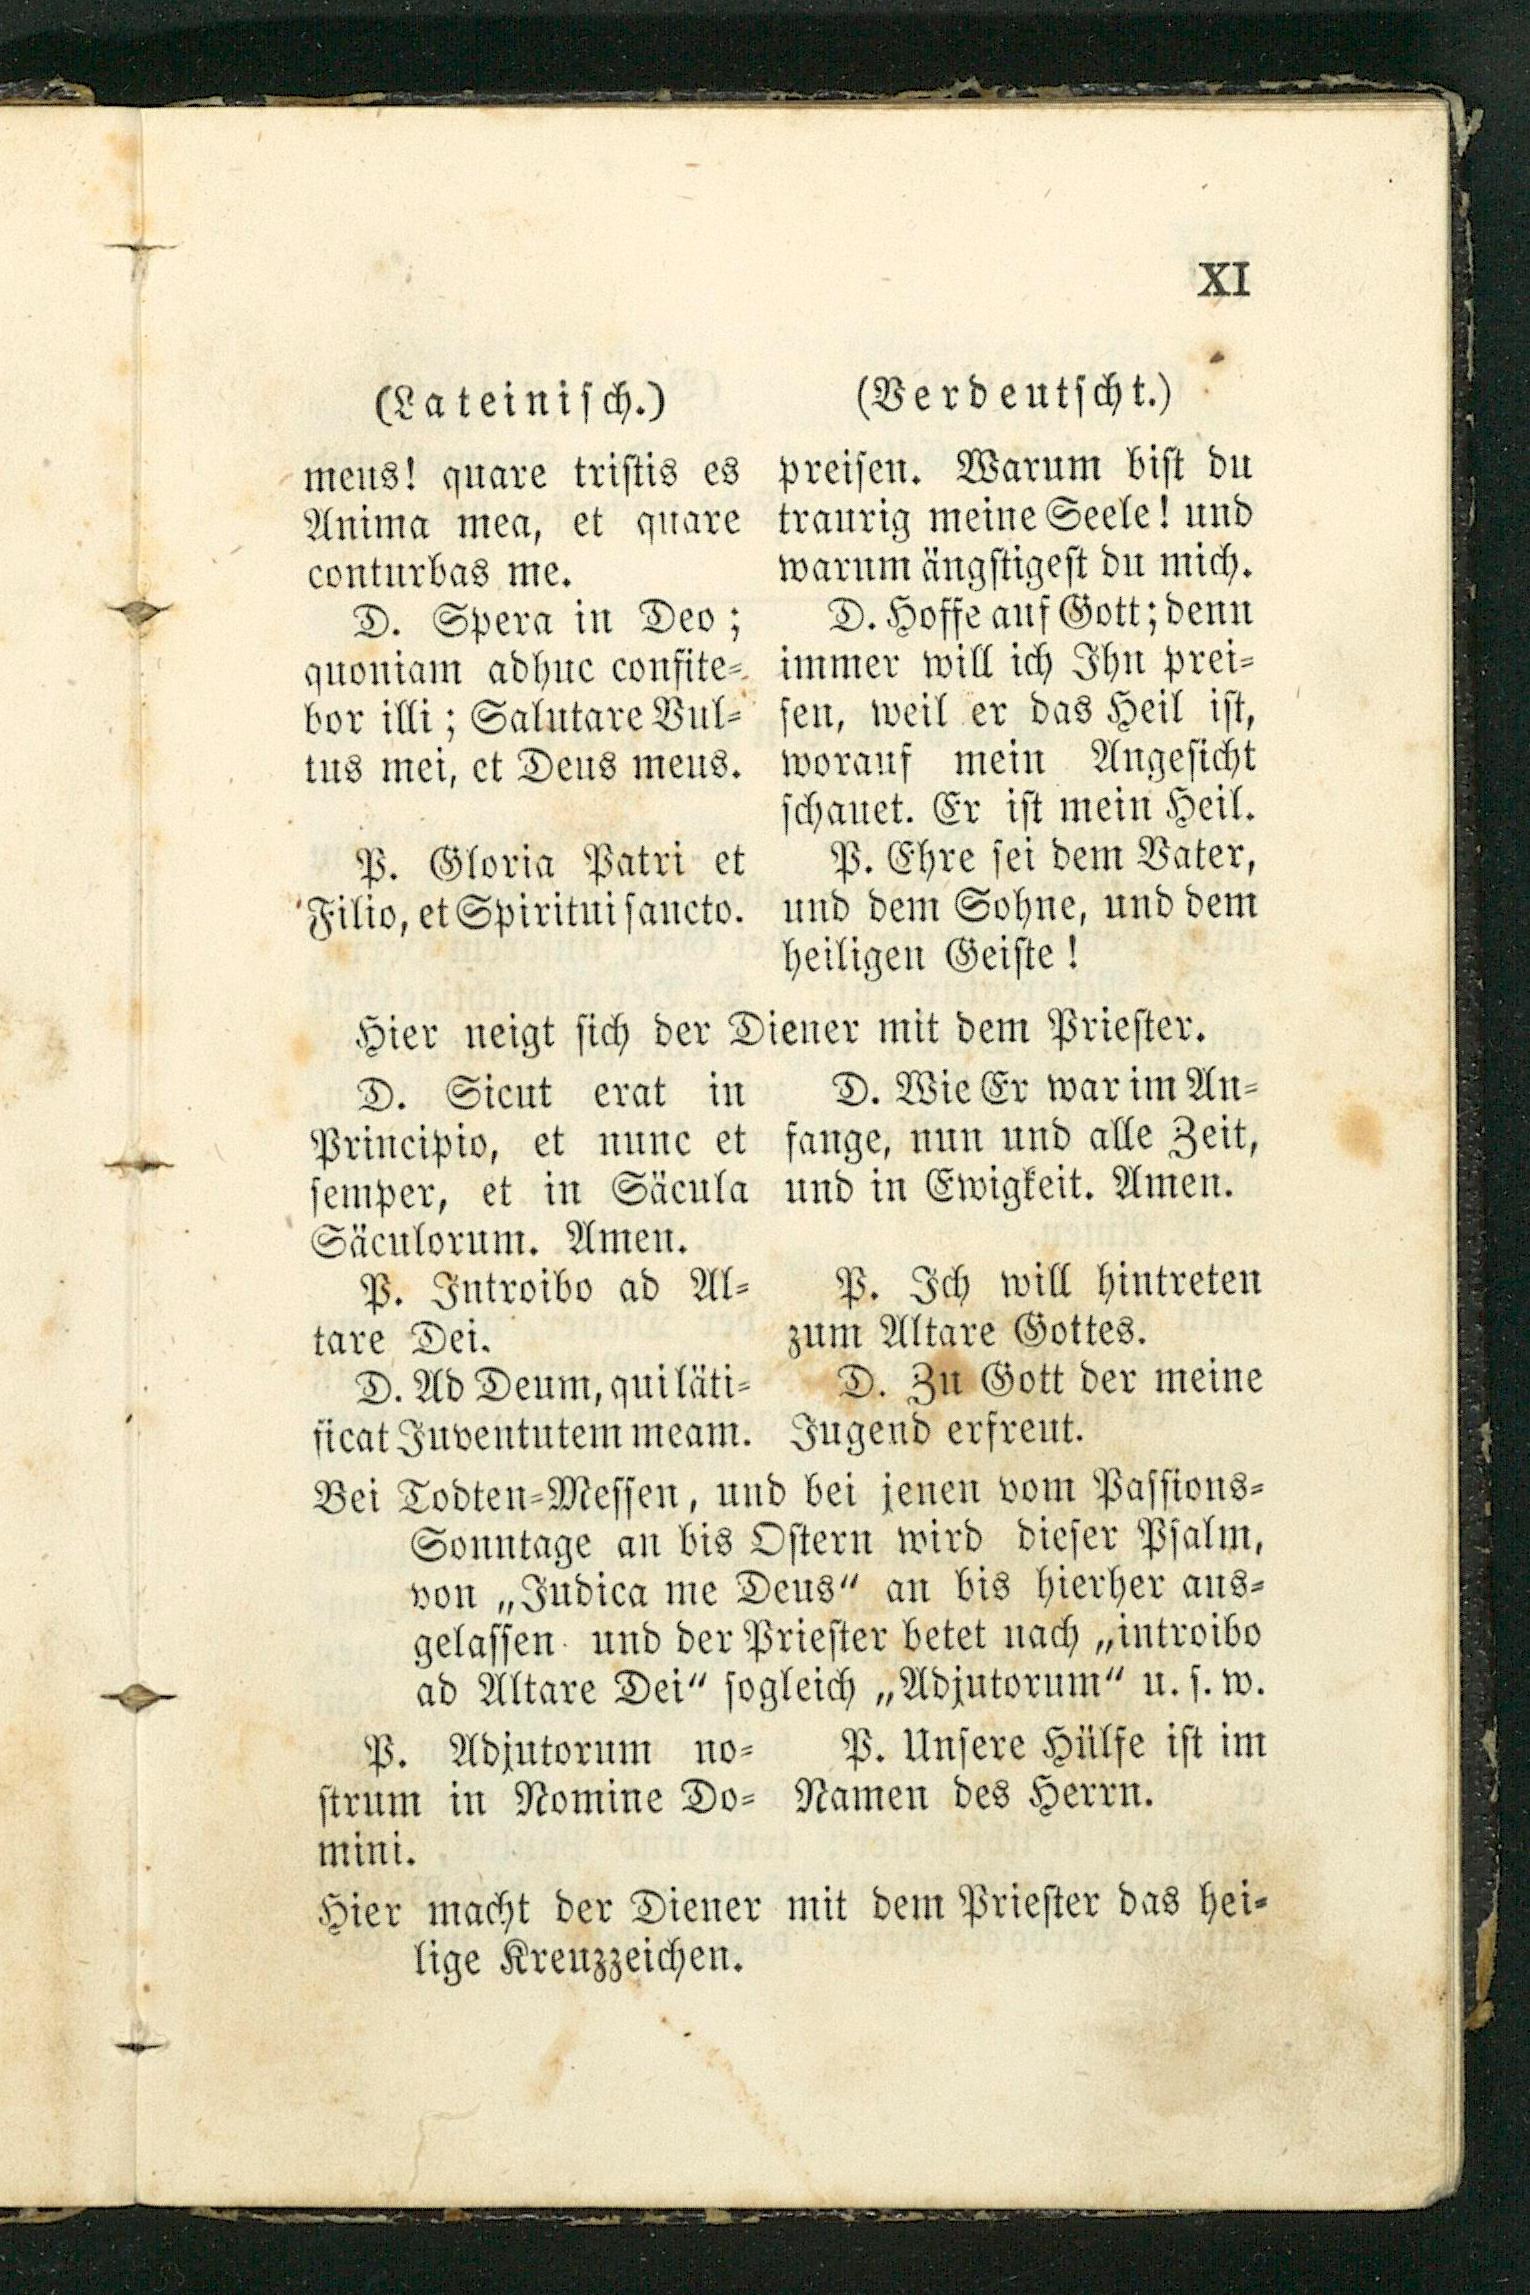 XI
(Lateinisch.)
meus! quare tristis es
Anima mea, et quare
conturbas me.
D. Spera in Deo;
quoniam adhuc confite-
bor illi; Salutare Vul-
tus mei, et Deus meus.
P. Gloria Patri et
Filio, et Spiritui sancto.
(Verdeutscht.)
preisen. Warum bist du
traurig meine Seele! und
warum ängstigest du mich.
D. Hoffe auf Gott; denn
immer will ich Ihn prei-
sen, weil er das Heil ist,
worauf mein Angesicht
schauet. Er ist mein Heil.
P. Ehre sei dem Vater,
und dem Sohne, und dem
heiligen Geiste!
Hier neigt sich der Diener mit dem Priester.
D. Sicut erat in
Principio, et nunc et
semper, et in Säcula
Säculorum. Amen.
P. Introibo ad Al-
tare Dei.
D. Ad Deum, qui läti-
ficat Juventutem meam.
D. Wie Er war im An-
fange, nun und alle Zeit,
und in Ewigkeit. Amen.
P. Ich will hintreten
zum Altare Gottes.
D. Zu Gott der meine
Jugend erfreut.
Bei Todten-Messen, und bei jenen vom Passions-
Sonntage an bis Ostern wird dieser Psalm,
von „Judica me Deus“ an bis hierher aus-
gelassen und der Priester betet nach „introibo
ad Altare Dei“ sogleich „Adjutorum“ u. s. w.
P. Adjutorum no-
strum in Nomine Do-
mini.
P. Unsere Hülfe ist im
Namen des Herrn.
Hier macht der Diener mit dem Priester das hei-
lige Kreuzzeichen.